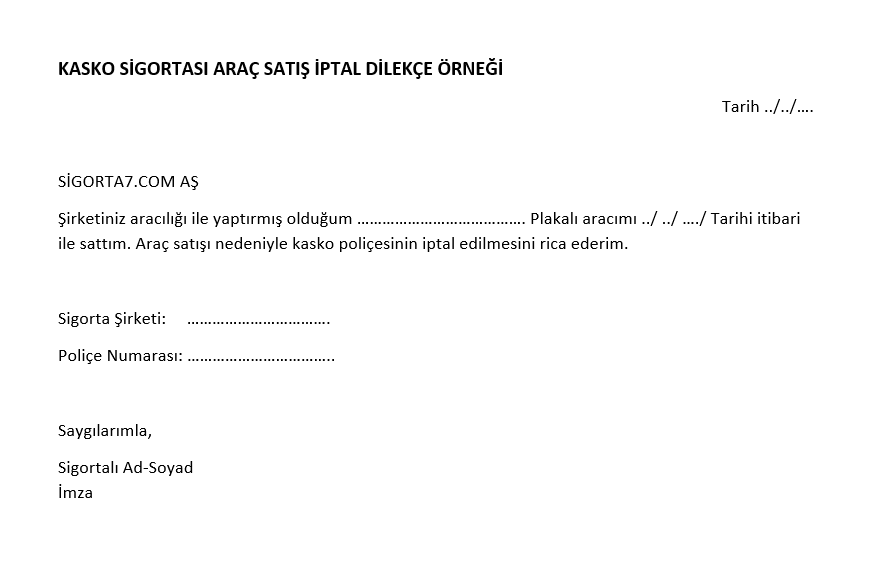 KASKO SİGORTASI ARAÇ SATIŞ İPTAL DİLEKÇE ÖRNEĞİ
Tarih ../../….
SİGORTA7.COM AŞ
Şirketiniz aracılığı ile yaptırmış olduğum …………………………………. Plakalı aracımı ../ ../ …./ Tarihi itibari
ile sattım. Araç satışı nedeniyle kasko poliçesinin iptal edilmesini rica ederim.
Sigorta Şirketi: …………………………….
Poliçe Numarası: ……………………………..
Saygılarımla,
Sigortalı Ad-Soyad
İmza